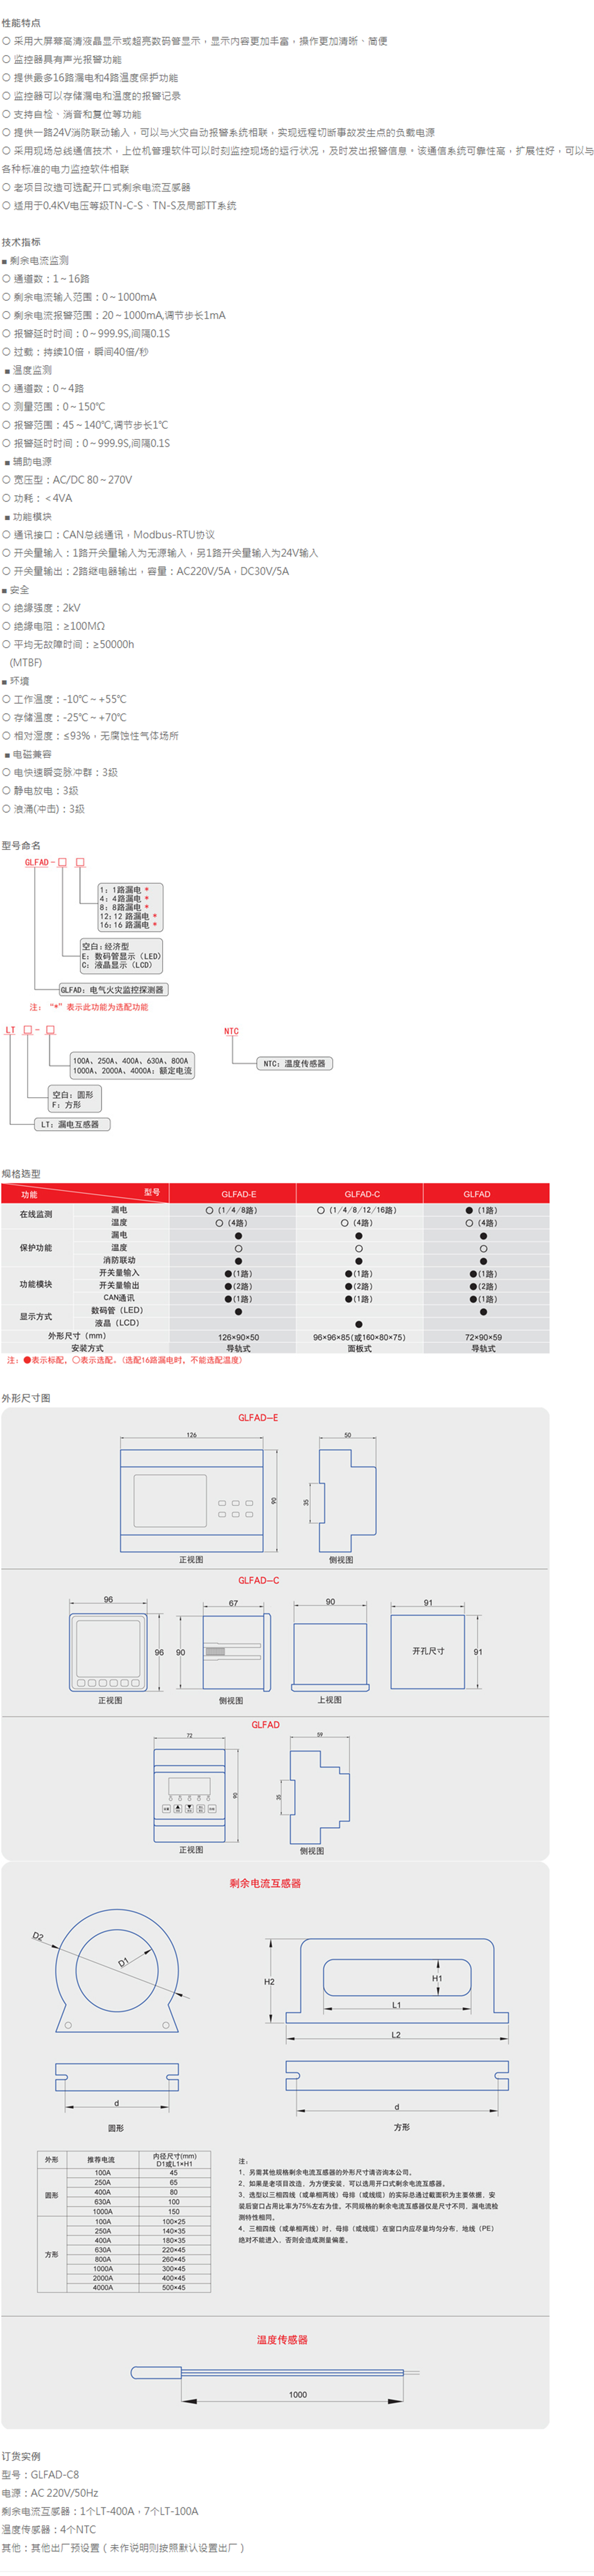 性能特点
○ 采用大屏幕高清液晶显示或超亮数码管显示，显示内容更加丰富，操作更加清晰、简便
○ 监控器具有声光报警功能
○ 提供最多16路漏电和4路温度保护功能
○ 监控器可以存储漏电和温度的报警记录
○ 支持自检、消音和复位等功能
○ 提供一路24V消防联动输入，可以与火灾自动报警系统相联，实现远程切断事故发生点的负载电源
○ 采用现场总线通信技术，上位机管理软件可以时刻监控现场的运行状况，及时发出报警信息。该通信系统可靠性高，扩展性好，可以与
各种标准的电力监控软件相联
○ 老项目改造可选配开口式剩余电流互感器
○ 适用于0.4KV电压等级TN-C-S、TN-S及局部TT系统
技术指标
■ 剩余电流监测
○ 通道数：1～16路
○ 剩余电流输入范围：0～1000mA
○ 剩余电流报警范围：20～1000mA,调节步长1mA
○ 报警延时时间：0～999.9S,间隔0.1S
○ 过载：持续10倍，瞬间40倍/秒
■ 温度监测
○ 通道数：0～4路
○ 测量范围：0～150℃
○ 报警范围：45～140℃,调节步长1℃
○ 报警延时时间：0～999.9S,间隔0.1S
■ 辅助电源
○ 宽压型：AC/DC 80～270V
○ 功耗：＜4VA
■ 功能模块
○ 通讯接口：CAN总线通讯，Modbus-RTU协议
○ 开关量输入：1路开关量输入为无源输入，另1路开关量输入为24V输入
○ 开关量输出：2路继电器输出，容量：AC220V/5A，DC30V/5A
■ 安全
○ 绝缘强度：2kV
○ 绝缘电阻：≥100MΩ
○ 平均无故障时间：≥50000h
(MTBF)
■ 环境
○ 工作温度：-10℃～+55℃
○ 存储温度：-25℃～+70℃
○ 相对湿度：≤93%，无腐蚀性气体场所
■ 电磁兼容
○ 电快速瞬变脉冲群：3级
○ 静电放电：3级
○ 浪涌(冲击)：3级
型号命名
GLFAD-□ □
1：1路漏电 *
4：4路漏电 *
8：8路漏电 *
12：12 路漏电 *
16：16 路漏电 *
空白：经济型
E：数码管显示（LED）
C：液晶显示（LCD）
GLFAD：电气火灾监控探测器
注：“*”表示此功能为选配功能
LT □-□
NTC
100A、250A、400A、630A、800A
1000A、2000A、4000A：额定电流
NTC：温度传感器
空白：圆形
F：方形
LT：漏电互感器
规格选型
功能 型号 GLFAD-E GLFAD-C GLFAD
在线监测 漏电 ○（1/4/8路） ○（1/4/8/12/16路） ●（1路）
温度 ○（4路） ○（4路） ○（4路）
保护功能 漏电 ● ● ●
温度 ○ ○ ○
消防联动 ● ● ●
功能模块 开关量输入 ●(1路) ●(1路) ●(1路)
开关量输出 ●(2路) ●(2路) ●(2路)
CAN通讯 ●(1路) ●(1路) ●(1路)
显示方式 数码管（LED） ● ●
液晶（LCD） ●
外形尺寸（mm） 126×90×50 96×96×85(或160×80×75) 72×90×59
安装方式 导轨式 面板式 导轨式
注：●表示标配，○表示选配。（选配16路漏电时，不能选配温度）
外形尺寸图
GLFAD-E
126 50
90 35
正视图 侧视图
GLFAD-C
96 67 90 91
96 90 开孔尺寸 91
正视图 侧视图 上视图
GLFAD
72 59
90 35
正视图 侧视图
剩余电流互感器
D2 D1
H2 H1
L1
L2
d d
圆形 方形
外形 推荐电流 内径尺寸(mm)
D1或L1×H1
圆形 100A 45
250A 65
400A 80
630A 100
1000A 150
方形 100A 100×25
250A 140×35
400A 180×35
630A 220×45
800A 260×45
1000A 300×45
2000A 400×45
4000A 500×45
注：
1、另需其他规格剩余电流互感器的外形尺寸请咨询本公司。
2、如果是老项目改造、为方便安装，可以选用开口式剩余电流互感器。
3、选型以三相四线（或单相两线）母排（或线缆）的实际总通过截面积为主要依据，安
装后窗口占用比率为75%左右为佳。不同规格的剩余电流互感器仅是尺寸不同，漏电流检
测特性相同。
4、三相四线（或单相两线）时，母排（或线缆）在窗口内应尽量均匀分布，地线（PE）
绝对不能进入，否则会造成测量偏差。
温度传感器
1000
订货实例
型号：GLFAD-C8
电源：AC 220V/50Hz
剩余电流互感器：1个LT-400A，7个LT-100A
温度传感器：4个NTC
其他：其他出厂预设置（未作说明则按照默认设置出厂）